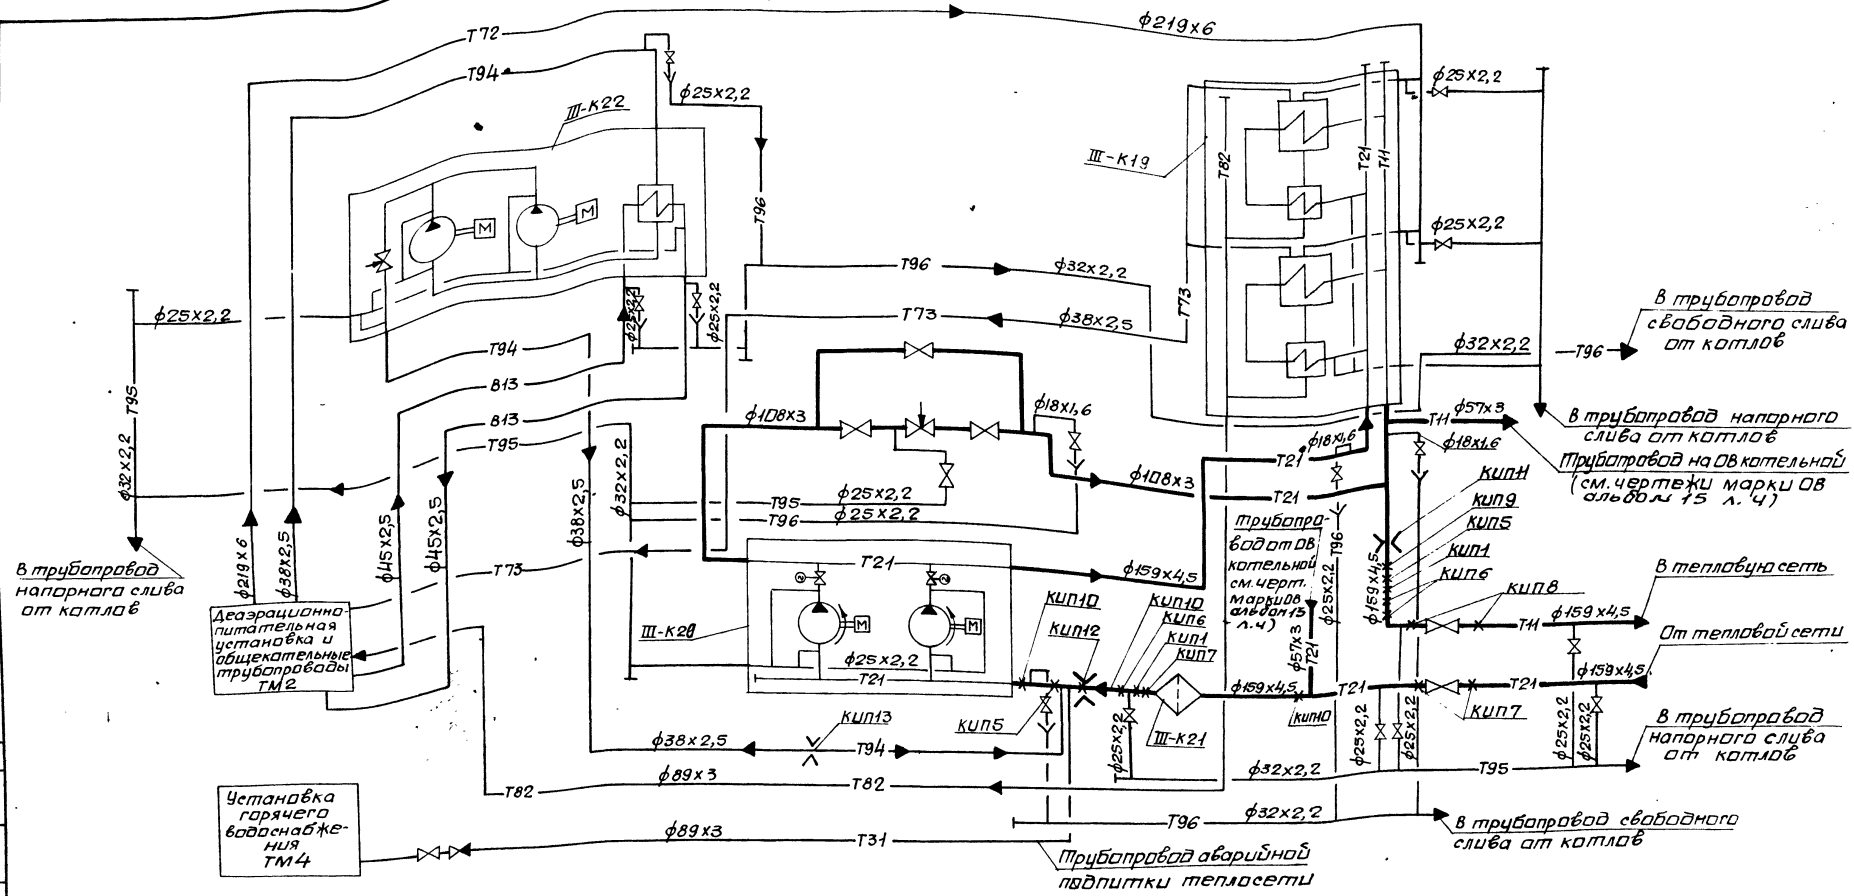 Т72
ф219х6
Т94
ф25х2,2
III-К22
М
М
Т96
ф25х2,2
III-К19
Т82
Т21
Т11
ф25х2,2
Т96
ф32х2,2
Т73
ф38х2,5
Т73
ф25х2,2
ф25х2,2
ф25х2,2
Т94
В13
В13
Т95
Т95
ф32х2,2
В трубопровод
свободного слива
от котлов
ф32х2,2
Т96
ф57х3
Т11
В трубопровод напорного
слива от котлов
ф18х1,6
Трубопровод на ОВ котельной
(см. чертежи марки ОВ
альбом 15 л. 4)
ф108х3
ф18х1,6
ф18х1,6
Т21
ф108х3
Т21
ф32х2,2
Т95
ф25х2,2
Т96
ф25х2,2
ф38х2,5
ф45х2,5
ф45х2,5
ф219х6
ф38х2,5
Т73
В трубопровод
напорного слива
от котлов
Деаэрационно-
питательная
установка и
общекотельные
трубопроводы
ТМ2
Т21
ф159х4,5
М
М
III-К20
ф25х2,2
Т21
Трубопро-
вод от ОВ
котельной
см. черт.
марки ОВ
альбом 15
л. 4)
Т96
ф25х2,2
ф57х3
Т21
ф159х4,5
КИП11
КИП9
КИП5
КИП1
КИП6
КИП8
В тепловую сеть
ф159х4,5
Т11
От тепловой сети
КИП10
КИП12
КИП10
КИП6
КИП1
КИП7
ф159х4,5
Т21
Т21
ф159х4,5
КИП10
КИП7
КИП5
III-К21
КИП13
ф38х2,5
Т94
ф25х2,2
ф25х2,2
ф25х2,2
ф25х2,2
ф25х2,2
В трубопровод
напорного слива
от котлов
ф32х2,2
Т95
ф89х3
Т82
Т82
Установка
горячего
водоснабже-
ния
ТМ4
ф89х3
Т31
Т96
ф32х2,2
В трубопровод свободного
слива от котлов
Трубопровод аварийной
подпитки теплосети